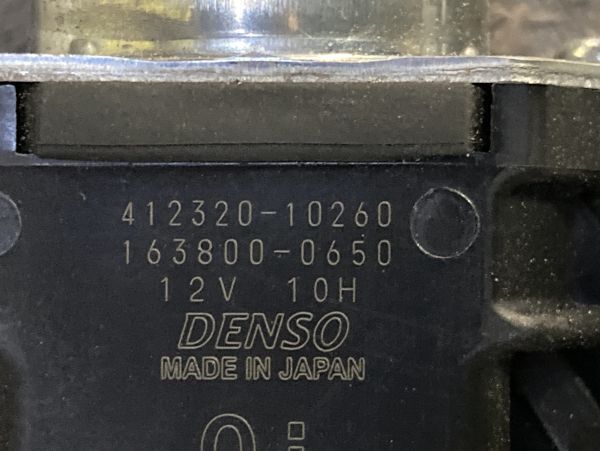 412320-10260
163800-0650
12V 10H
DENSO
MADE IN JAPAN